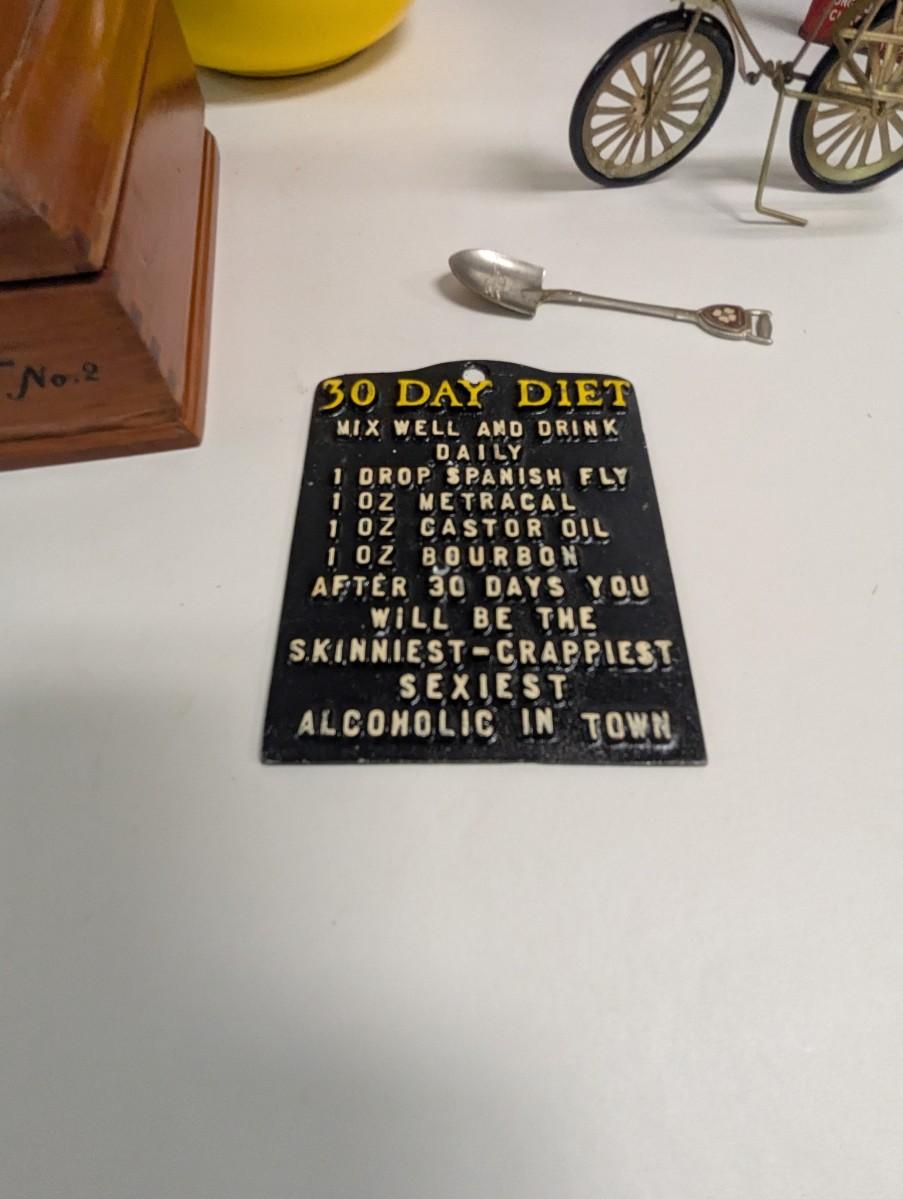 No.2
30 DAY DIET
MIX WELL AND DRINK
DAILY
1 DROP SPANISH FLY
1 OZ METRACAL
1 OZ CASTOR OIL
1 OZ BOURBON
AFTER 30 DAYS YOU
WILL BE THE
SKINNIEST-CRAPPIEST
SEXIEST
ALCOHOLIC IN TOWN